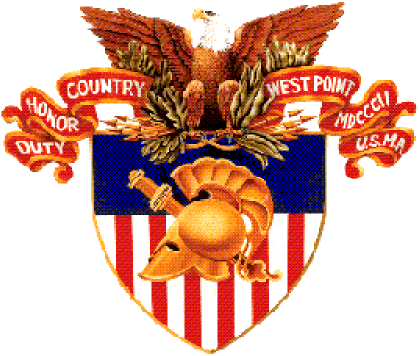 DUTY
HONOR
COUNTRY
WEST POINT
MDCCCII
U.S.M.A